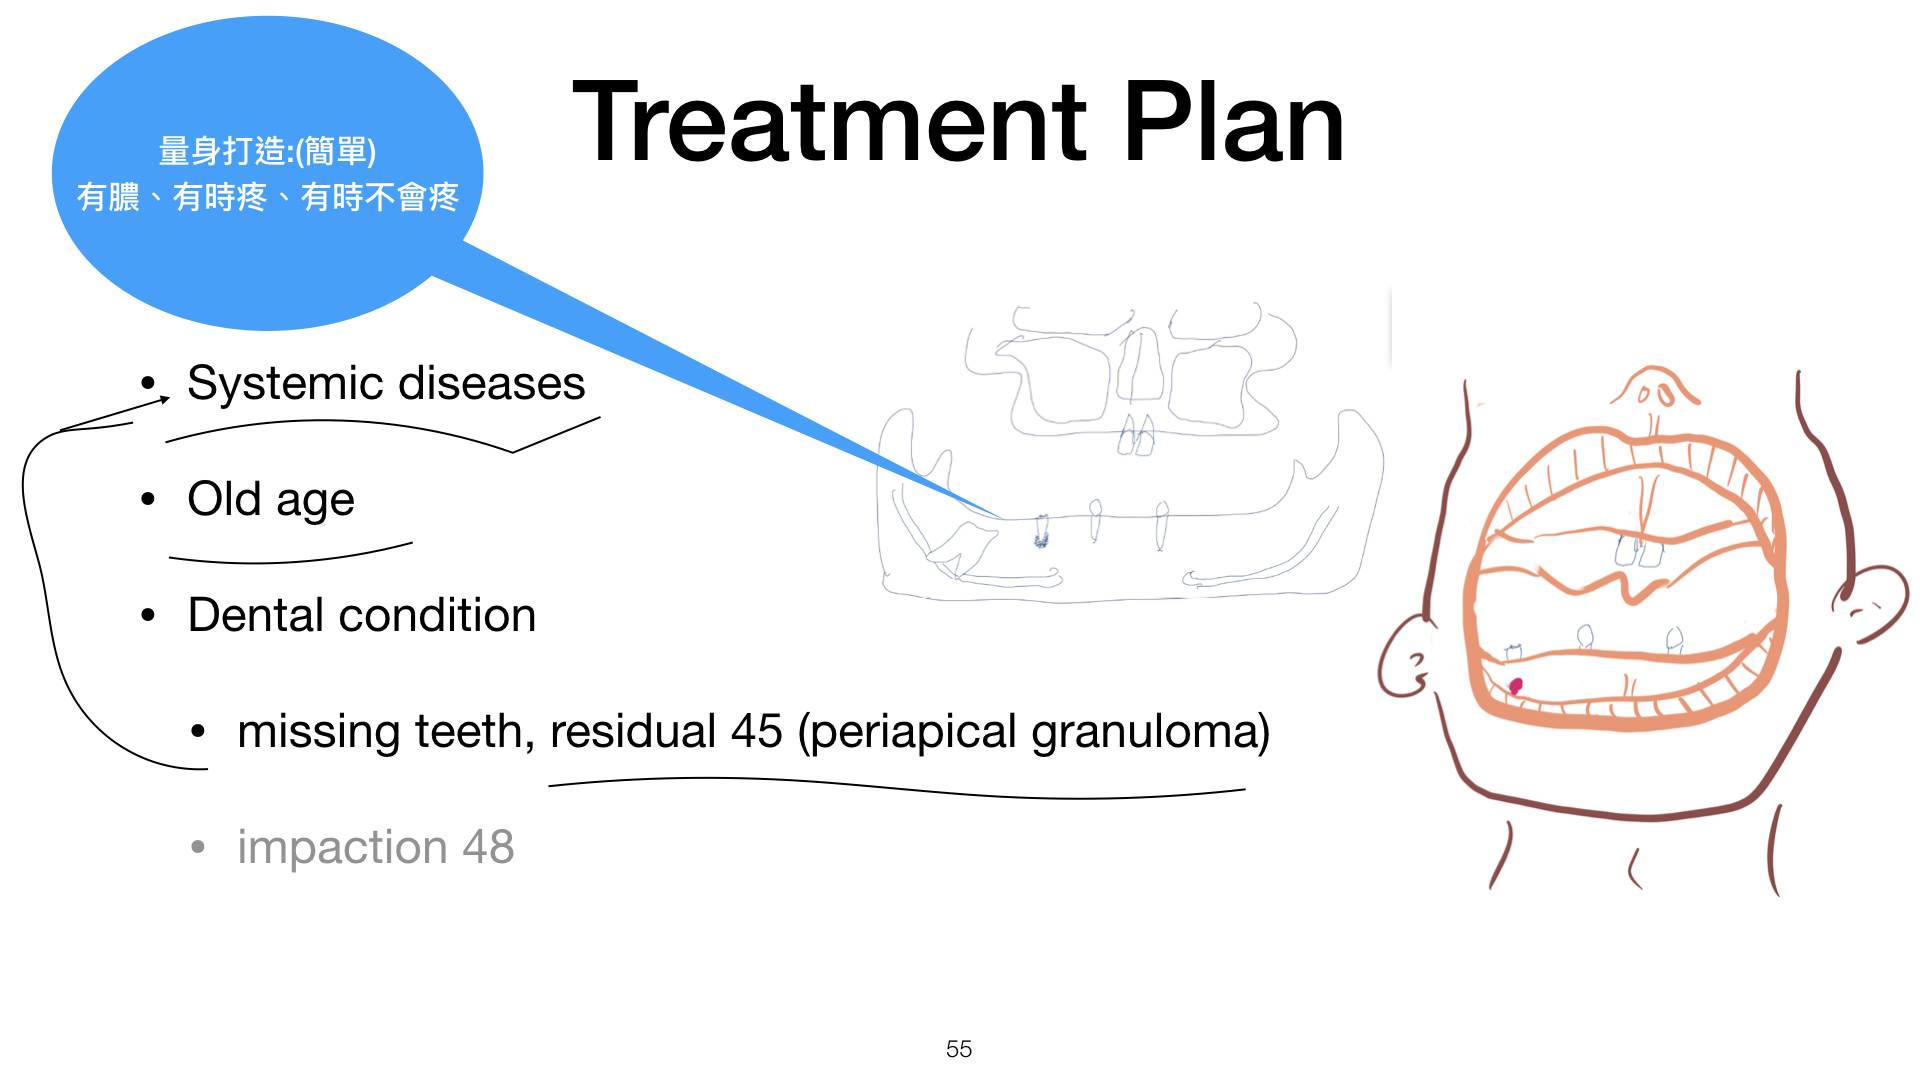 量身打造:(簡單)
有膿、有時疼、有時不會疼
Treatment Plan
• Systemic diseases
• Old age
• Dental condition
• missing teeth, residual 45 (periapical granuloma)
• impaction 48
55